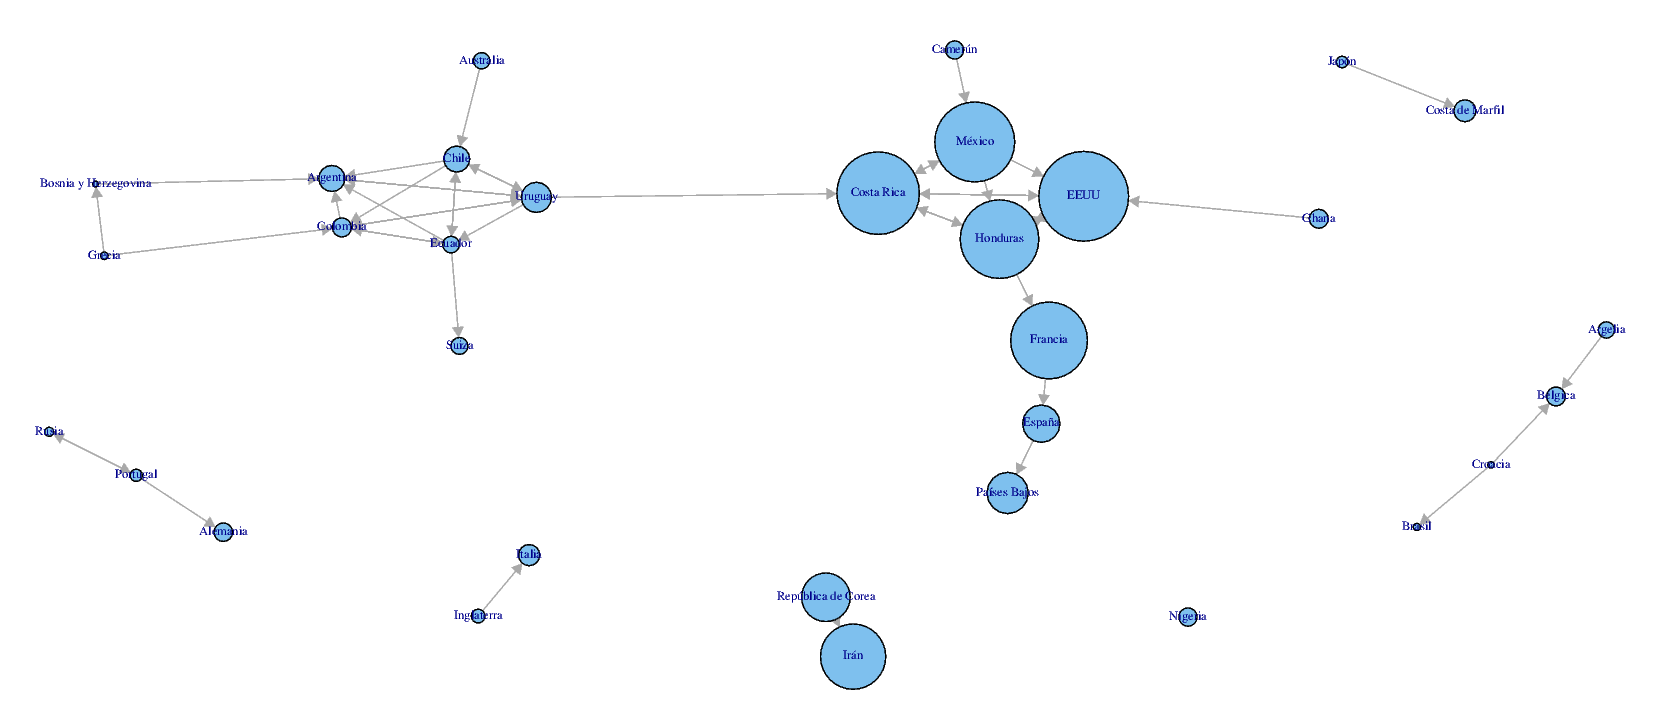 Camerún
Australia
Japón
Costa de Marfil
México
Chile
Argentina
Bosnia y Herzegovina
Uruguay
Costa Rica
EEUU
Ghana
Colombia
Honduras
Ecuador
Grecia
Argelia
Francia
Suiza
Bélgica
España
Rusia
Croacia
Portugal
Países Bajos
Brasil
Alemania
Italia
República de Corea
Inglaterra
Nigeria
Irán